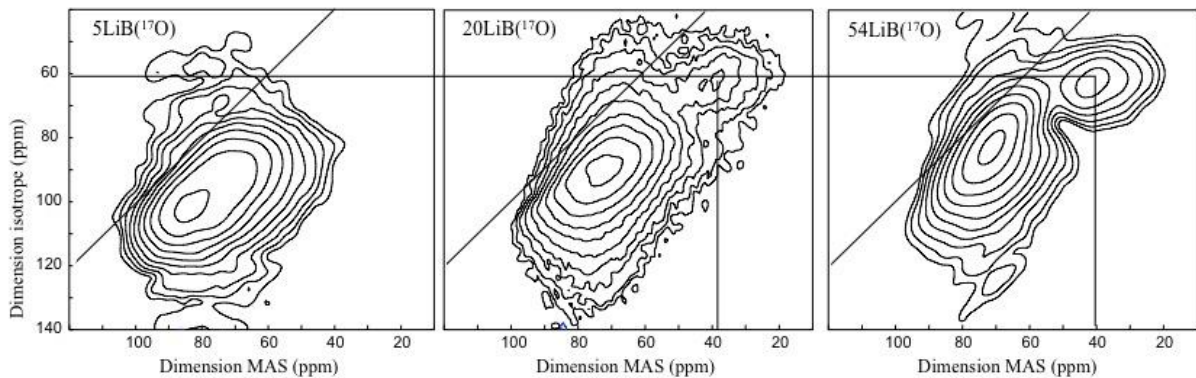 5LiB(¹⁷O)
20LiB(¹⁷O)
54LiB(¹⁷O)
Dimension isotrope (ppm)
60
80
100
120
140
100 80 60 40 20
100 80 60 40 20
100 80 60 40 20
Dimension MAS (ppm)
Dimension MAS (ppm)
Dimension MAS (ppm)